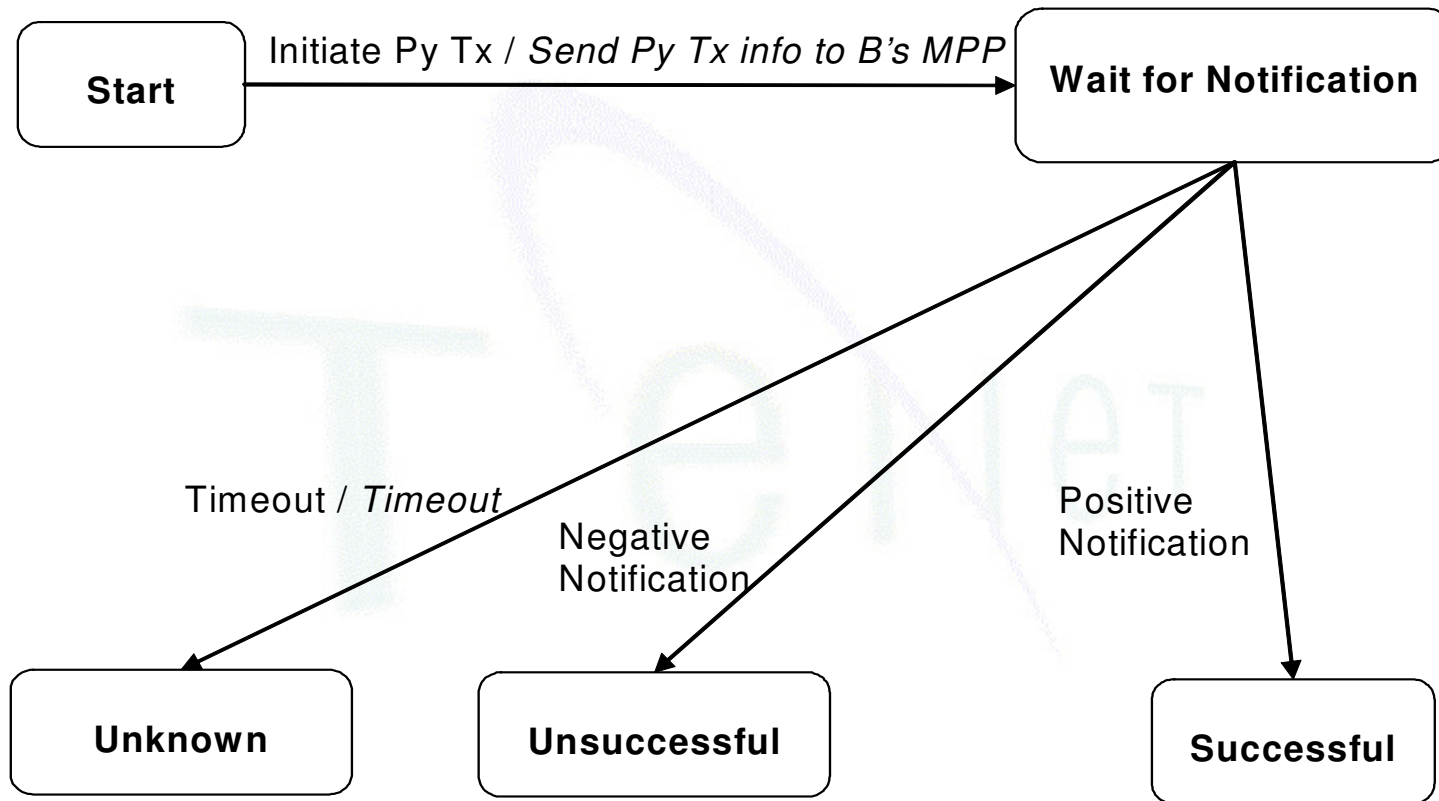 Start
Initiate Py Tx / Send Py Tx info to B's MPP
Wait for Notification
TeNeT
Timeout / Timeout
Negative
Notification
Positive
Notification
Unknown
Unsuccessful
Successful